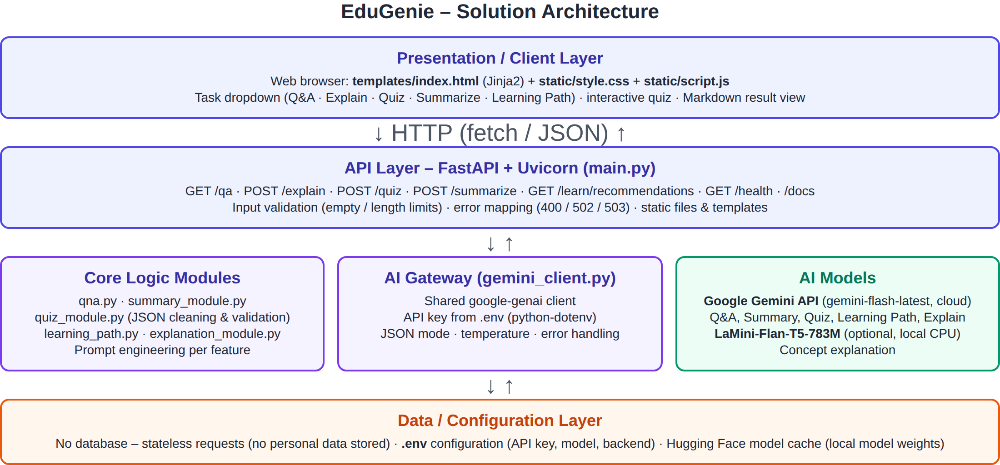 EduGenie – Solution Architecture
Presentation / Client Layer
Web browser: templates/index.html (Jinja2) + static/style.css + static/script.js
Task dropdown (Q&A · Explain · Quiz · Summarize · Learning Path) · interactive quiz · Markdown result view
↓ HTTP (fetch / JSON) ↑
API Layer – FastAPI + Uvicorn (main.py)
GET /qa · POST /explain · POST /quiz · POST /summarize · GET /learn/recommendations · GET /health · /docs
Input validation (empty / length limits) · error mapping (400 / 502 / 503) · static files & templates
↓ ↑
Core Logic Modules
qna.py · summary_module.py
quiz_module.py (JSON cleaning & validation)
learning_path.py · explanation_module.py
Prompt engineering per feature
AI Gateway (gemini_client.py)
Shared google-genai client
API key from .env (python-dotenv)
JSON mode · temperature · error handling
AI Models
Google Gemini API (gemini-flash-latest, cloud)
Q&A, Summary, Quiz, Learning Path, Explain
LaMini-Flan-T5-783M (optional, local CPU)
Concept explanation
↓ ↑
Data / Configuration Layer
No database – stateless requests (no personal data stored) · .env configuration (API key, model, backend) · Hugging Face model cache (local model weights)